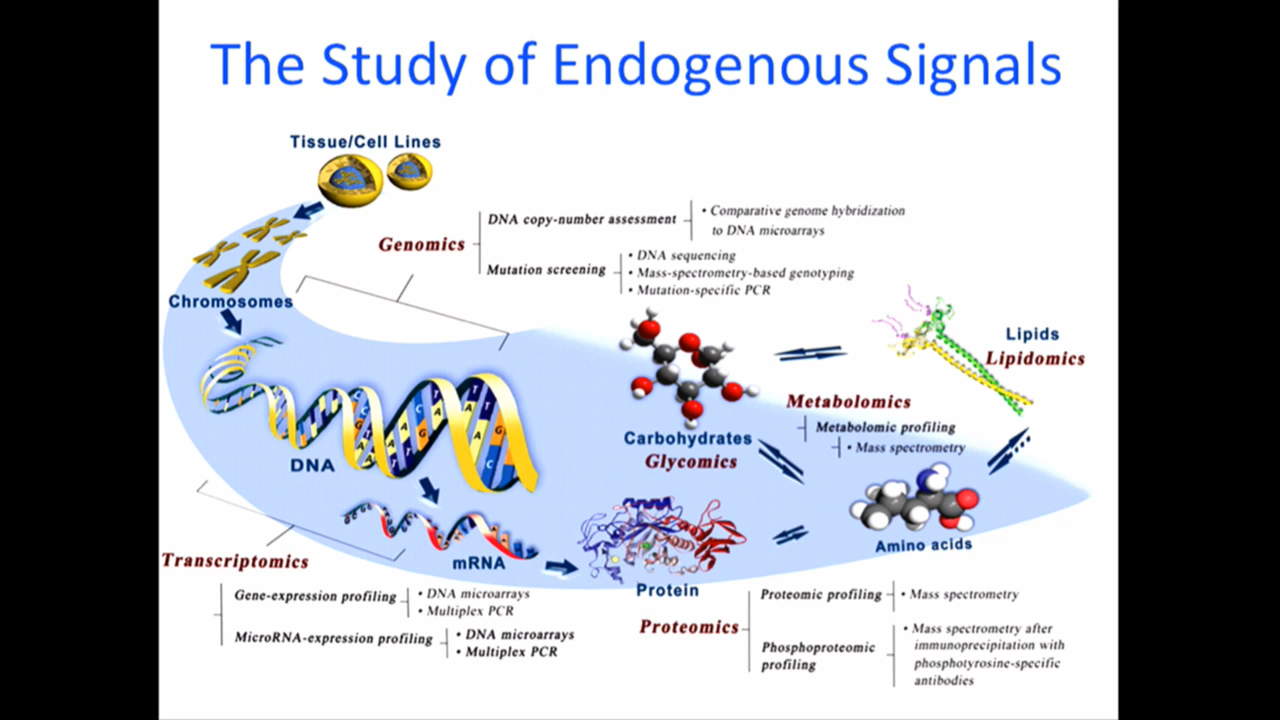 The Study of Endogenous Signals
Tissue/Cell Lines
Genomics
DNA copy-number assessment
• Comparative genome hybridization
to DNA microarrays
Mutation screening
• DNA sequencing
• Mass-spectrometry-based genotyping
• Mutation-specific PCR
Chromosomes
Lipids
Lipidomics
Metabolomics
Metabolomic profiling
• Mass spectrometry
Carbohydrates
Glycomics
DNA
A
T
A
T
A
G
C
C
A
A
G
T
mRNA
Amino acids
Transcriptomics
Gene-expression profiling
• DNA microarrays
• Multiplex PCR
MicroRNA-expression profiling
• DNA microarrays
• Multiplex PCR
Protein
Proteomics
Proteomic profiling
• Mass spectrometry
Phosphoproteomic
profiling
• Mass spectrometry after
immunoprecipitation with
phosphotyrosine-specific
antibodies